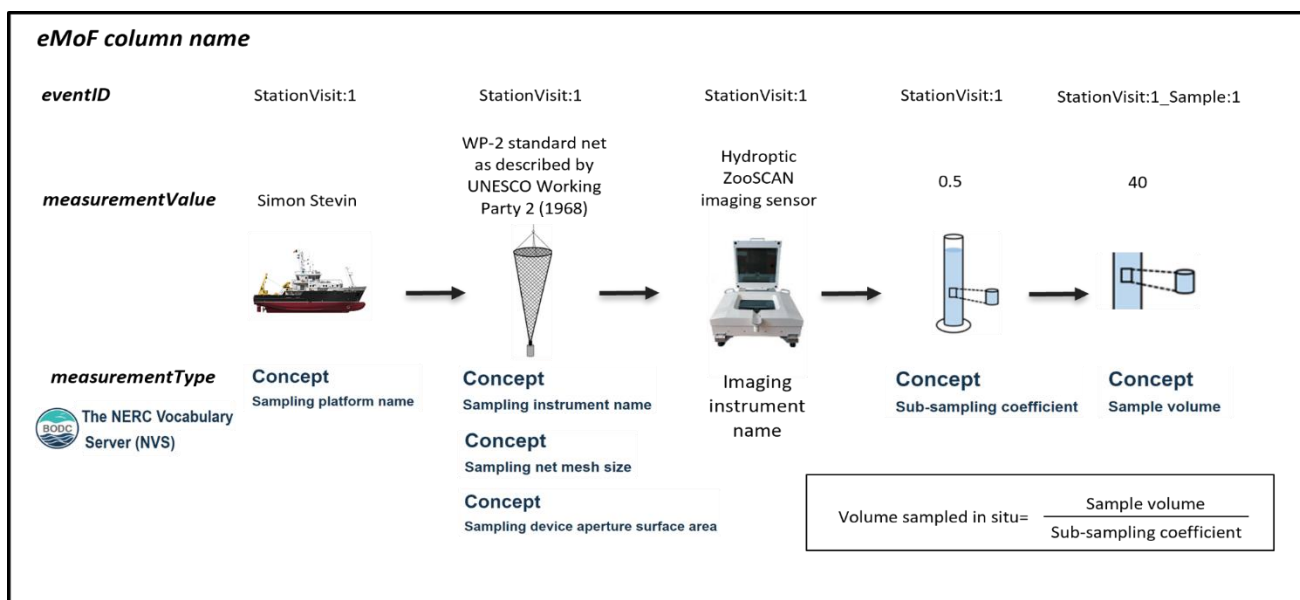 eMoF column name
eventID
StationVisit:1
StationVisit:1
StationVisit:1
StationVisit:1
StationVisit:1_Sample:1
measurementValue
Simon Stevin
WP-2 standard net
as described by
UNESCO Working
Party 2 (1968)
Hydroptic
ZooSCAN
imaging sensor
0.5
40
measurementType
BODC
The NERC Vocabulary
Server (NVS)
Concept
Sampling platform name
Concept
Sampling instrument name
Concept
Sampling net mesh size
Concept
Sampling device aperture surface area
Imaging
instrument
name
Concept
Sub-sampling coefficient
Concept
Sample volume
Volume sampled in situ=
Sample volume
Sub-sampling coefficient